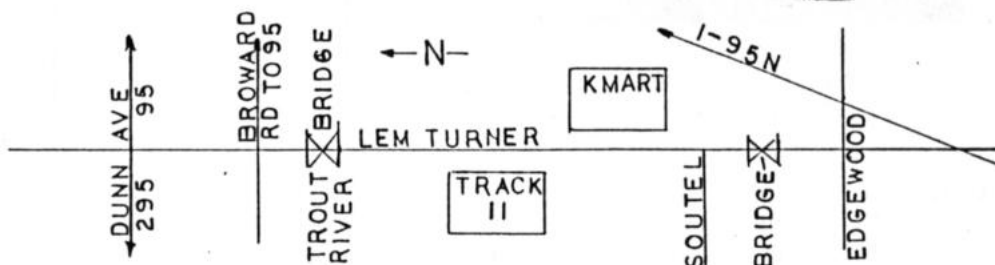 DUNN AVE
295 95
BROWARD
RD TO 95
TROUT RIVER BRIDGE
←N—
LEM TURNER
TRACK
11
KMART
SOUTEL
BRIDGE
I-95N
EDGEWOOD